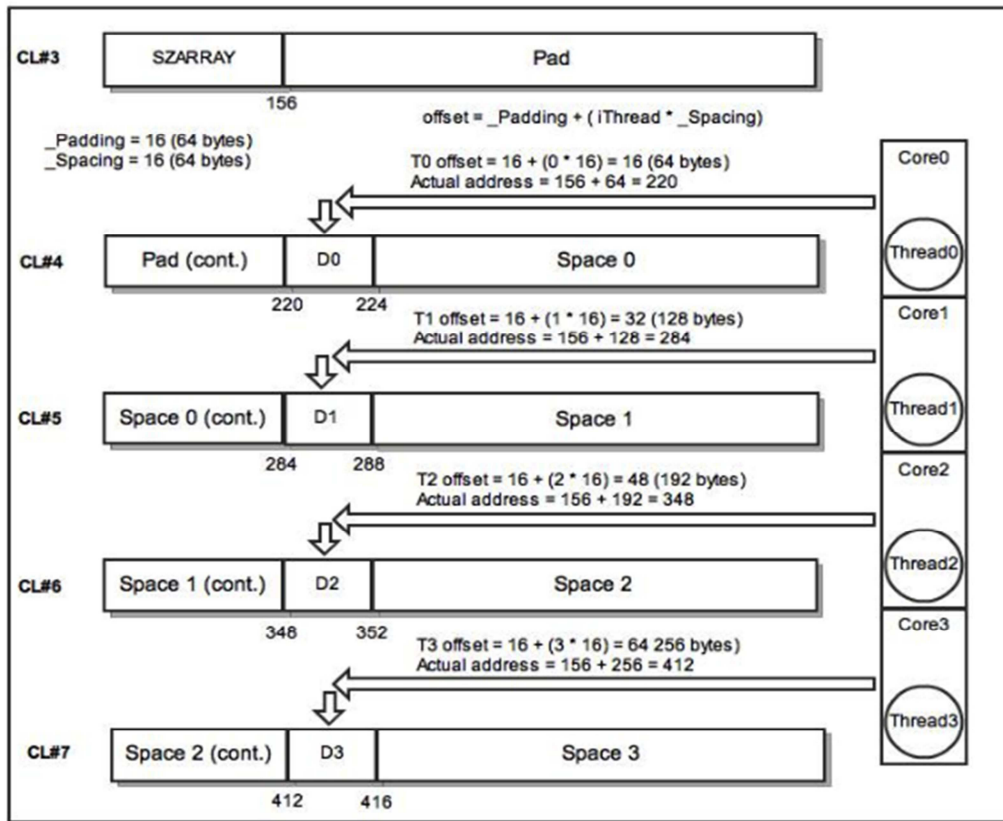 CL#3 SZARRAY Pad
156
offset = _Padding + ( iThread * _Spacing)
_Padding = 16 (64 bytes)
_Spacing = 16 (64 bytes)
Core0
T0 offset = 16 + (0 * 16) = 16 (64 bytes)
Actual address = 156 + 64 = 220
Thread0
CL#4 Pad (cont.) D0 Space 0
220 224
Core1
T1 offset = 16 + (1 * 16) = 32 (128 bytes)
Actual address = 156 + 128 = 284
Thread1
CL#5 Space 0 (cont.) D1 Space 1
284 288
Core2
T2 offset = 16 + (2 * 16) = 48 (192 bytes)
Actual address = 156 + 192 = 348
Thread2
CL#6 Space 1 (cont.) D2 Space 2
348 352
Core3
T3 offset = 16 + (3 * 16) = 64 256 bytes)
Actual address = 156 + 256 = 412
Thread3
CL#7 Space 2 (cont.) D3 Space 3
412 416